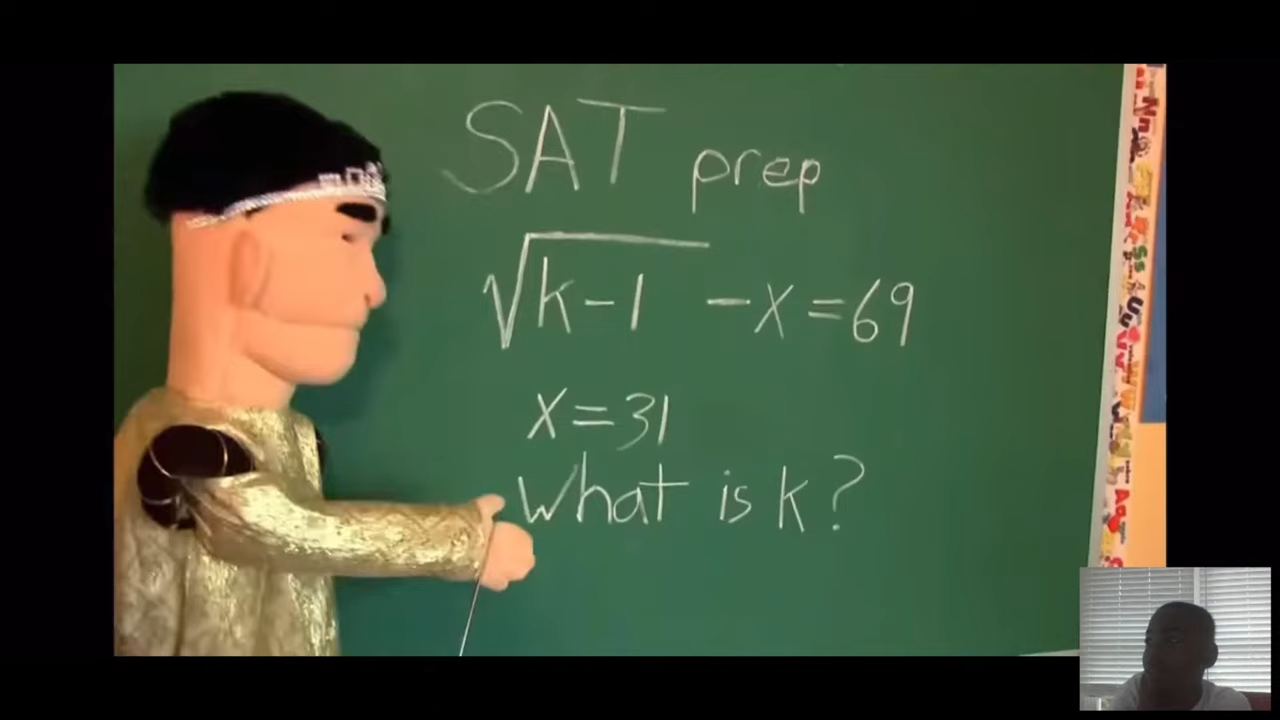 SAT prep
√k-1 -x=69
x=31
What is k?